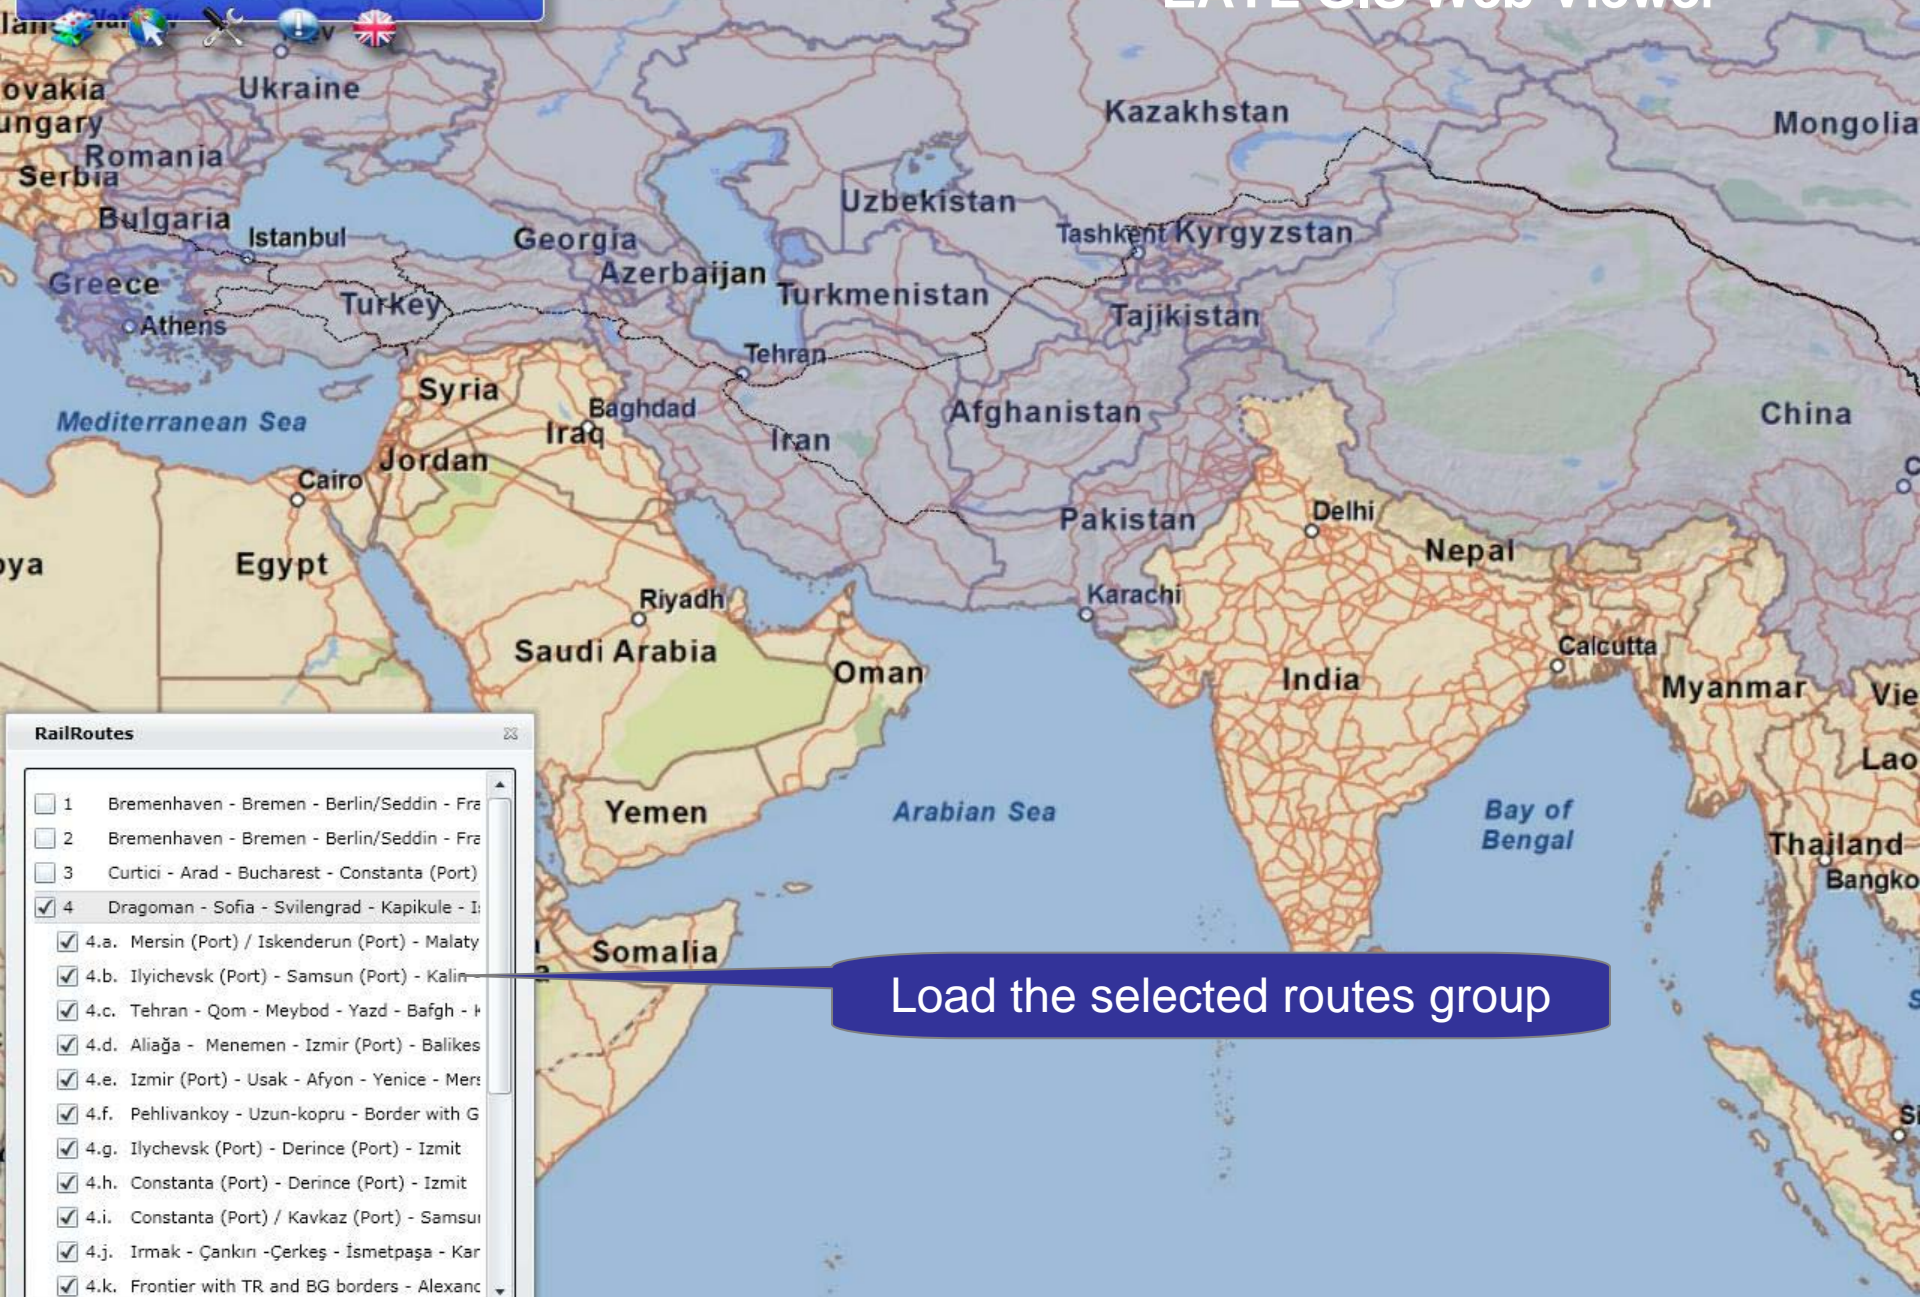 EATL GIS Web Viewer
Ukraine
ovakia
ungary
Romania
Serbia
Bulgaria
Istanbul
Greece
Athens
Turkey
Georgia
Azerbaijan
Kazakhstan
Mongolia
Uzbekistan
Tashkent
Kyrgyzstan
Turkmenistan
Tajikistan
Tehran
Syria
Baghdad
Iraq
Iran
Afghanistan
China
Mediterranean Sea
Jordan
Cairo
Pakistan
Delhi
Nepal
Egypt
Karachi
Riyadh
Saudi Arabia
Oman
India
Calcutta
Myanmar
Vie
Lao
Yemen
Arabian Sea
Bay of
Bengal
Thailand
Bangko
Somalia
RailRoutes
1 Bremenhaven - Bremen - Berlin/Seddin - Fra
2 Bremenhaven - Bremen - Berlin/Seddin - Fra
3 Curtici - Arad - Bucharest - Constanta (Port)
4 Dragoman - Sofia - Svilengrad - Kapikule - I
4.a. Mersin (Port) / Iskenderun (Port) - Malaty
4.b. Ilyichevsk (Port) - Samsun (Port) - Kalin
4.c. Tehran - Qom - Meybod - Yazd - Bafgh -
4.d. Aliağa - Menemen - Izmir (Port) - Balikes
4.e. Izmir (Port) - Usak - Afyon - Yenice - Mers
4.f. Pehlivankoy - Uzun-kopru - Border with G
4.g. Ilychevsk (Port) - Derince (Port) - Izmit
4.h. Constanta (Port) - Derince (Port) - Izmit
4.i. Constanta (Port) / Kavkaz (Port) - Samsu
4.j. Irmak - Çankırı -Çerkeş - İsmetpaşa - Kar
4.k. Frontier with TR and BG borders - Alexand
Load the selected routes group